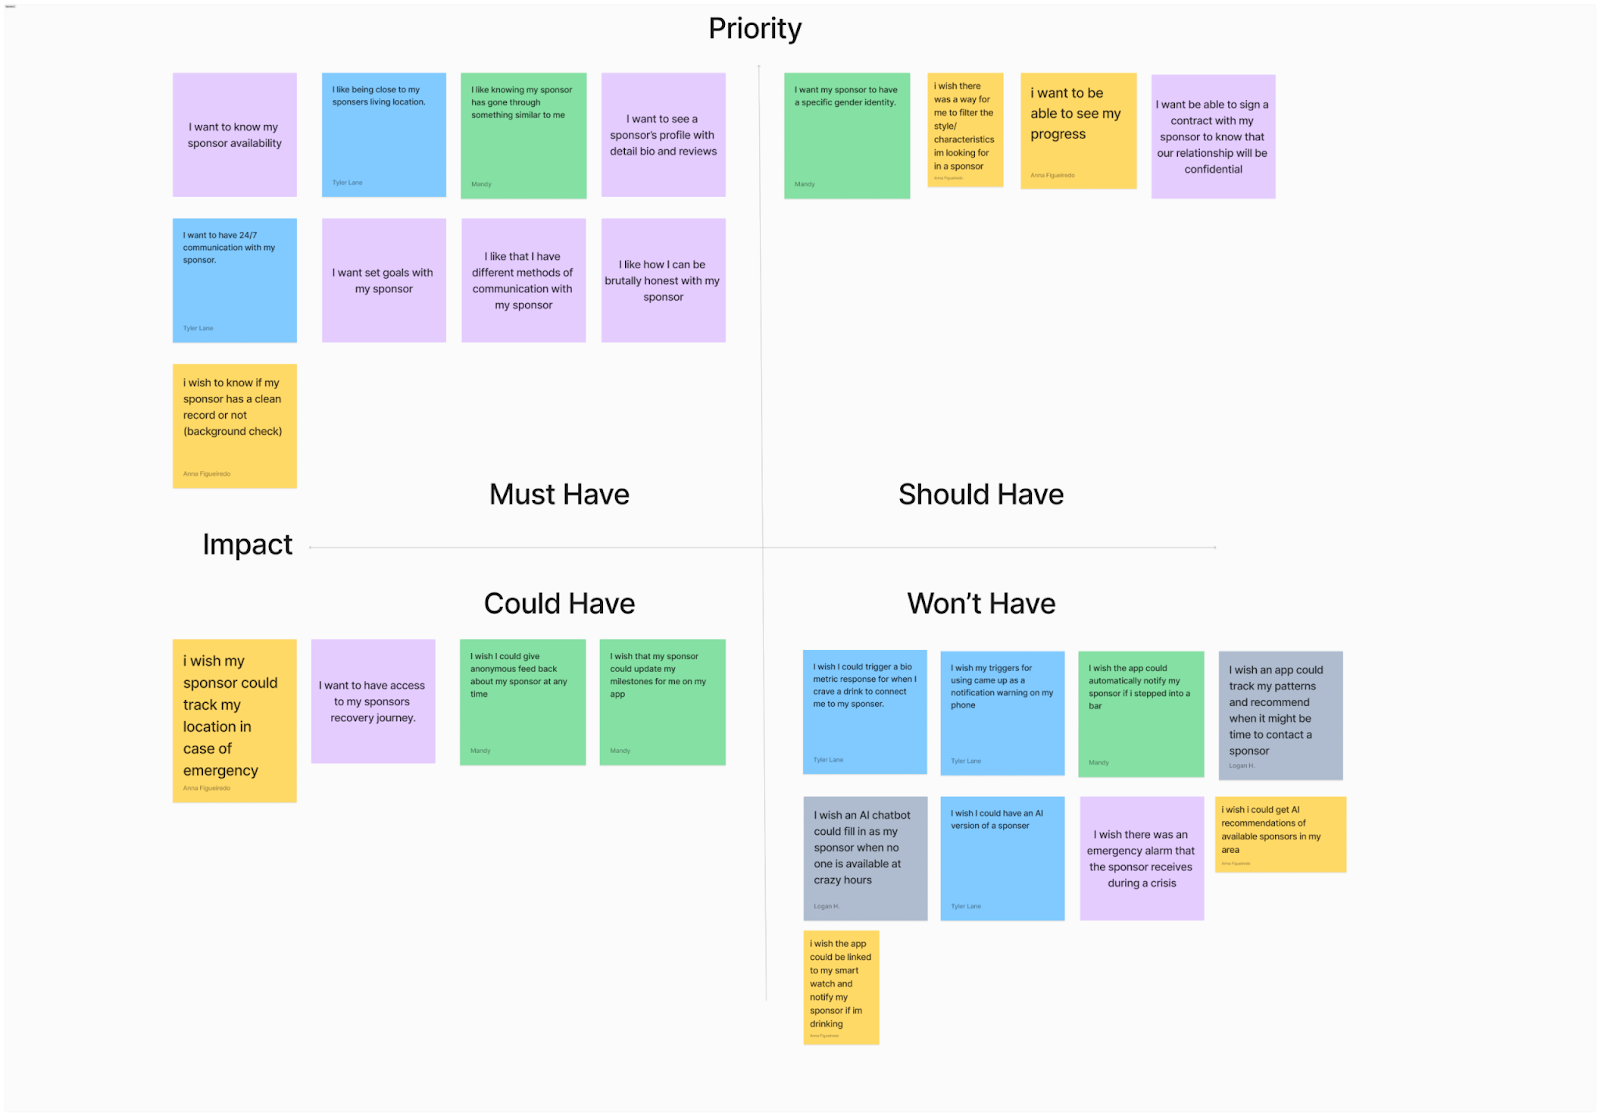 Priority
I want to know my
sponsor availability
I like being close to my
sponsers living location.
Tyler Lane
I like knowing my sponsor
has gone through
something similar to me
Mandy
I want to see a
sponsor's profile with
detail bio and reviews
I want my sponsor to have
a specific gender identity.
Mandy
i wish there
was a way for
me to filter the
style/
characteristics
im looking for
in a sponsor
Anna Figueiredo
i want to be
able to see my
progress
Anna Figueiredo
I want be able to sign a
contract with my
sponsor to know that
our relationship will be
confidential
I want to have 24/7
communication with my
sponsor.
Tyler Lane
I want set goals with
my sponsor
I like that I have
different methods of
communication with
my sponsor
I like how I can be
brutally honest with my
sponsor
i wish to know if my
sponsor has a clean
record or not
(background check)
Anna Figueiredo
Must Have
Should Have
Impact
Could Have
Won't Have
i wish my
sponsor could
track my
location in
case of
emergency
Anna Figueiredo
I want to have access
to my sponsors
recovery journey.
I wish I could give
anonymous feed back
about my sponsor at any
time
Mandy
I wish that my sponsor
could update my
milestones for me on my
app
Mandy
I wish I could trigger a bio
metric response for when I
crave a drink to connect
me to my sponser.
Tyler Lane
I wish my triggers for
using came up as a
notification warning on my
phone
Tyler Lane
I wish the app could
automatically notify my
sponsor if i stepped into a
bar
Mandy
I wish an app could
track my patterns
and recommend
when it might be
time to contact a
sponsor
Logan H.
I wish an AI chatbot
could fill in as my
sponsor when no
one is available at
crazy hours
Logan H.
I wish I could have an AI
version of a sponser
Tyler Lane
I wish there was an
emergency alarm that
the sponsor receives
during a crisis
i wish i could get AI
recommendations of
available sponsors in my
area
Anna Figueiredo
i wish the app
could be linked
to my smart
watch and
notify my
sponsor if im
drinking
Anna Figueiredo